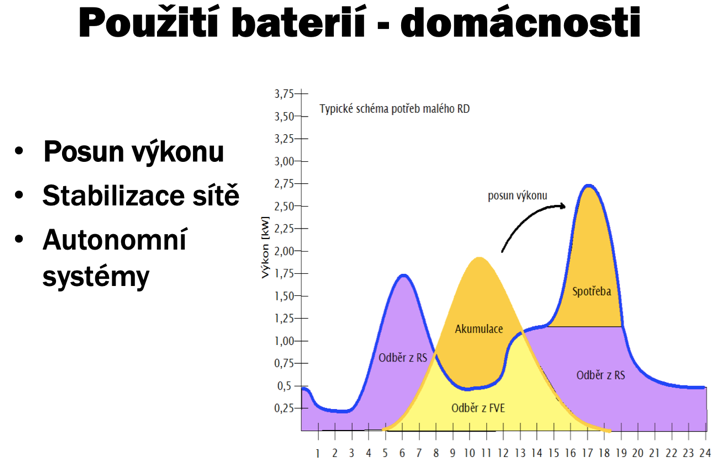 Použití baterií - domácnosti
• Posun výkonu
• Stabilizace sítě
• Autonomní
systémy
Typické schéma potřeb malého RD
Výkon [kW]
3,75
3,50
3,25
3,00
2,75
2,50
2,25
2,00
1,75
1,50
1,25
1,00
0,75
0,5
0,25
posun výkonu
Spotřeba
Akumulace
Odběr z RS
Odběr z RS
Odběr z FVE
1 2 3 4 5 6 7 8 9 10 11 12 13 14 15 16 17 18 19 20 21 22 23 24